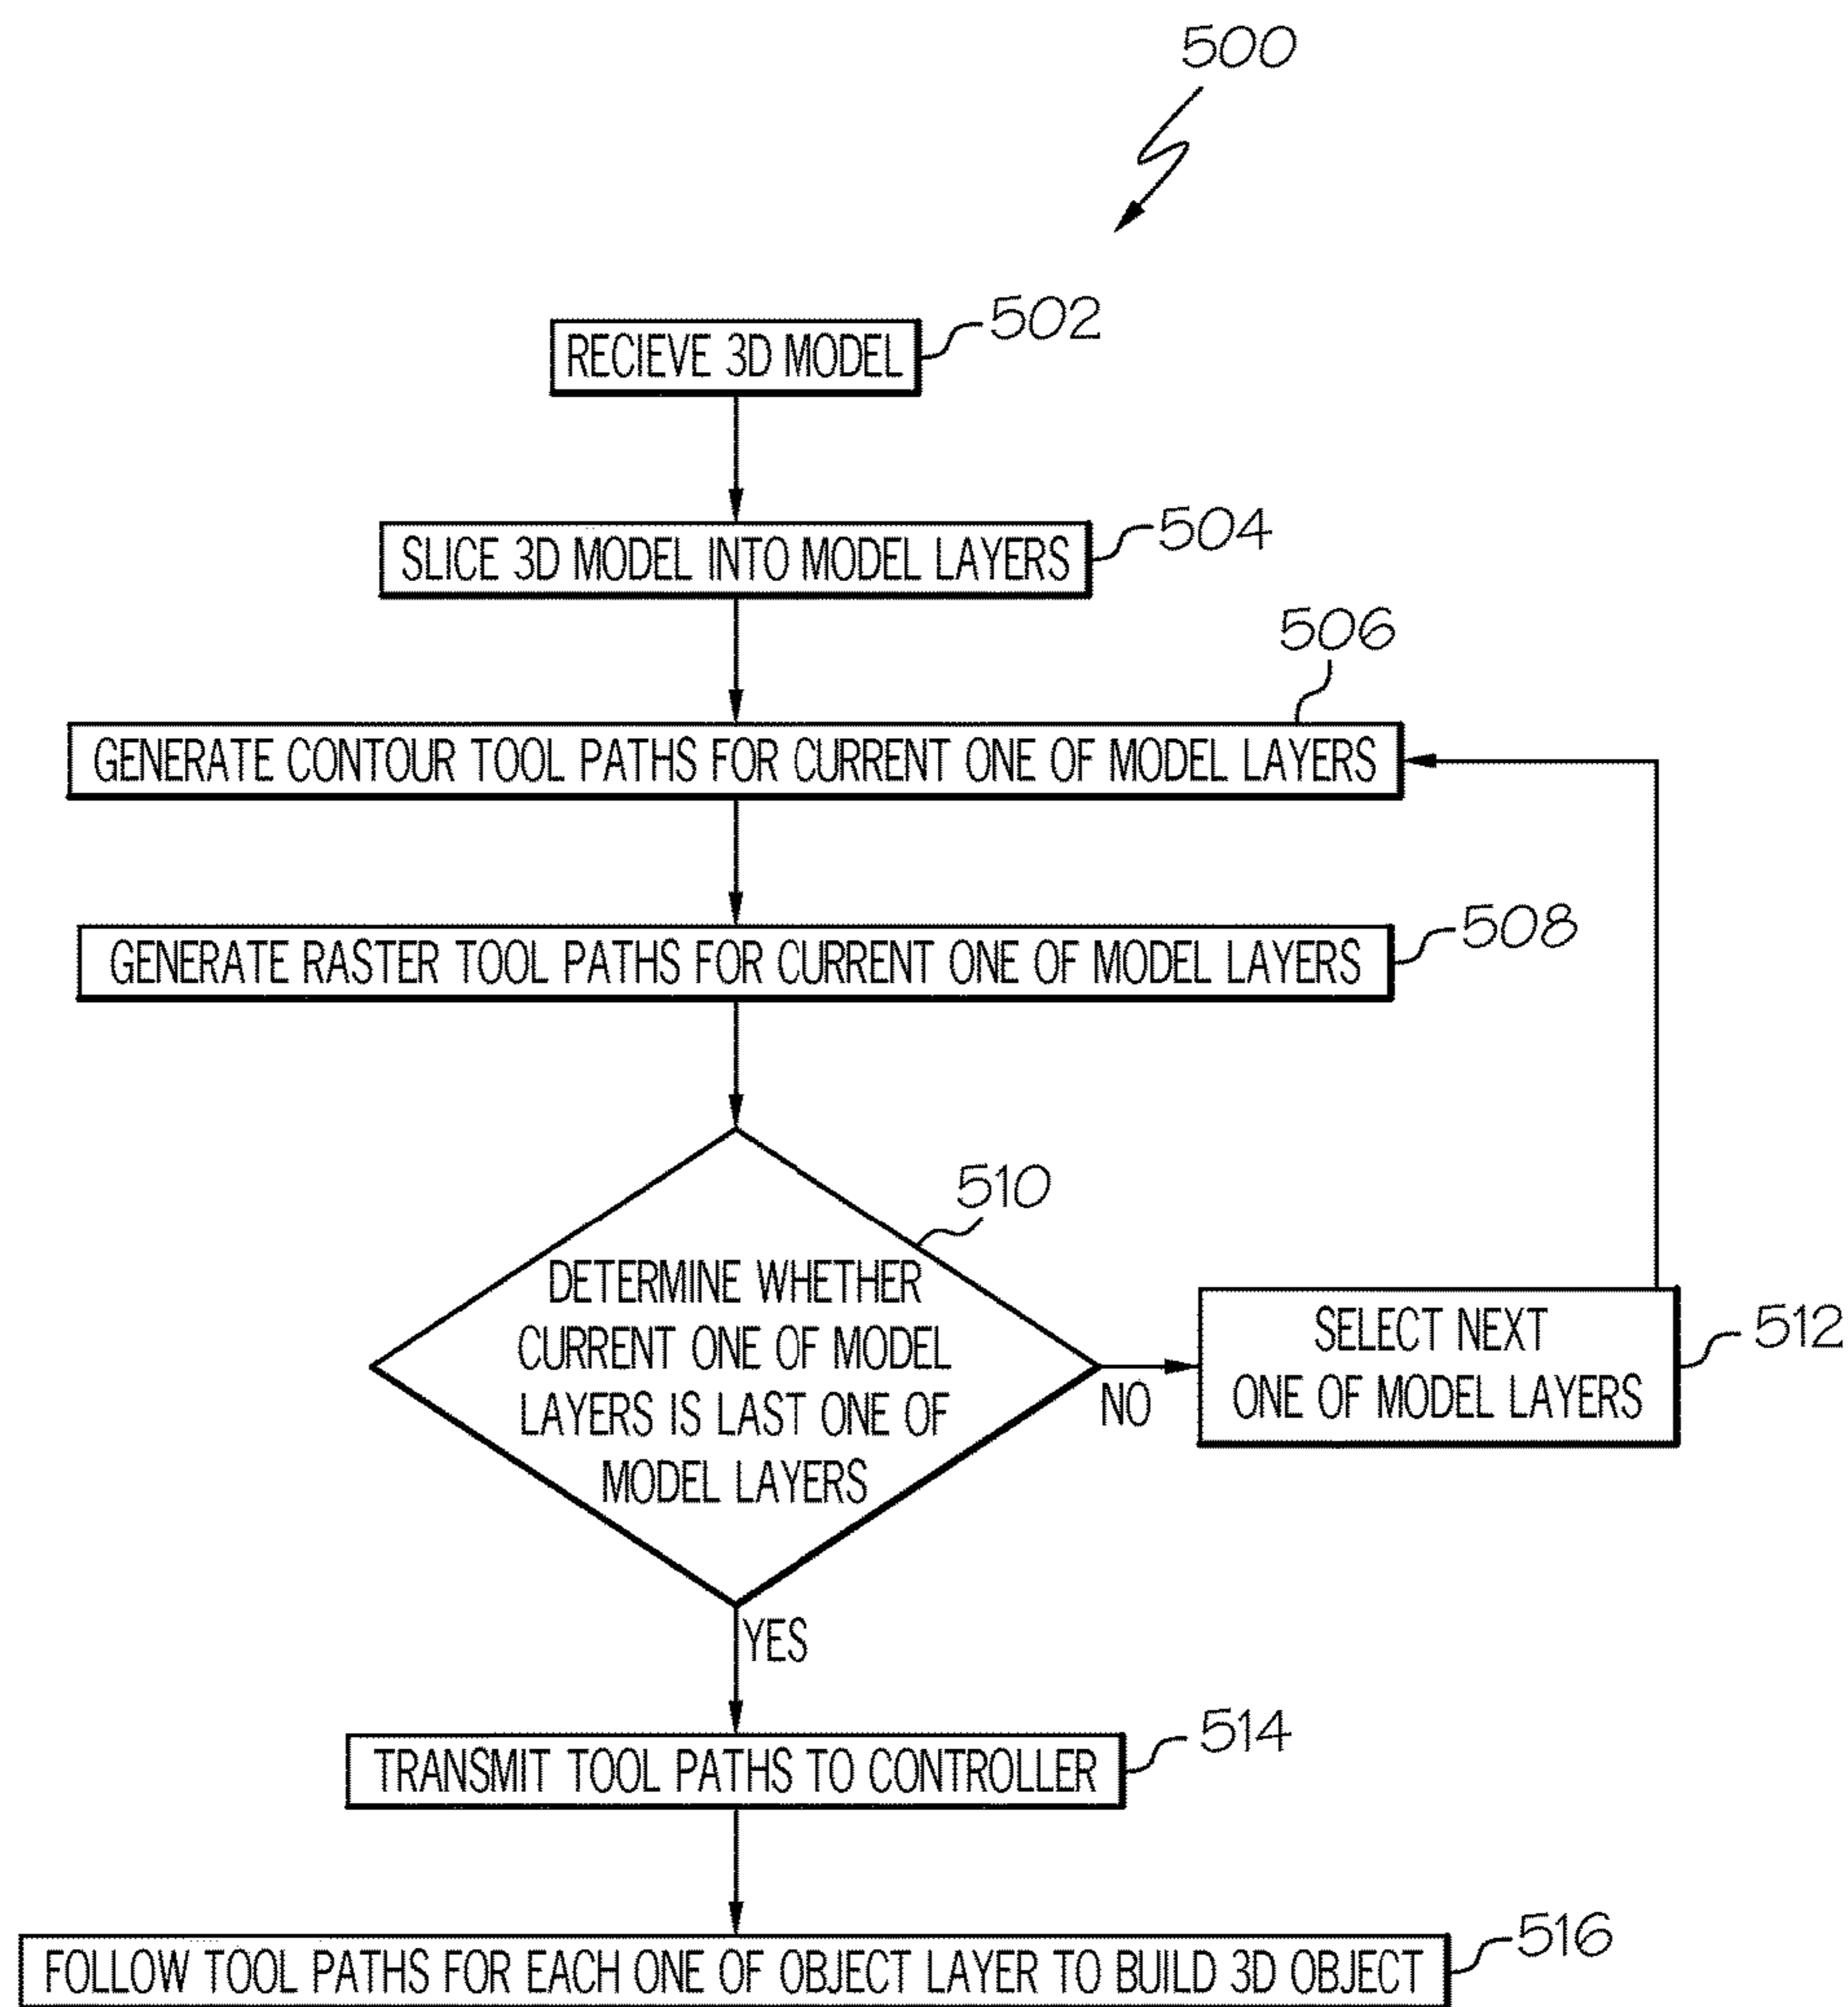 500
RECIEVE 3D MODEL
502
SLICE 3D MODEL INTO MODEL LAYERS
504
506
GENERATE CONTOUR TOOL PATHS FOR CURRENT ONE OF MODEL LAYERS
GENERATE RASTER TOOL PATHS FOR CURRENT ONE OF MODEL LAYERS
508
510
DETERMINE WHETHER
CURRENT ONE OF MODEL
LAYERS IS LAST ONE OF
MODEL LAYERS
NO
SELECT NEXT
ONE OF MODEL LAYERS
512
YES
TRANSMIT TOOL PATHS TO CONTROLLER
514
FOLLOW TOOL PATHS FOR EACH ONE OF OBJECT LAYER TO BUILD 3D OBJECT
516